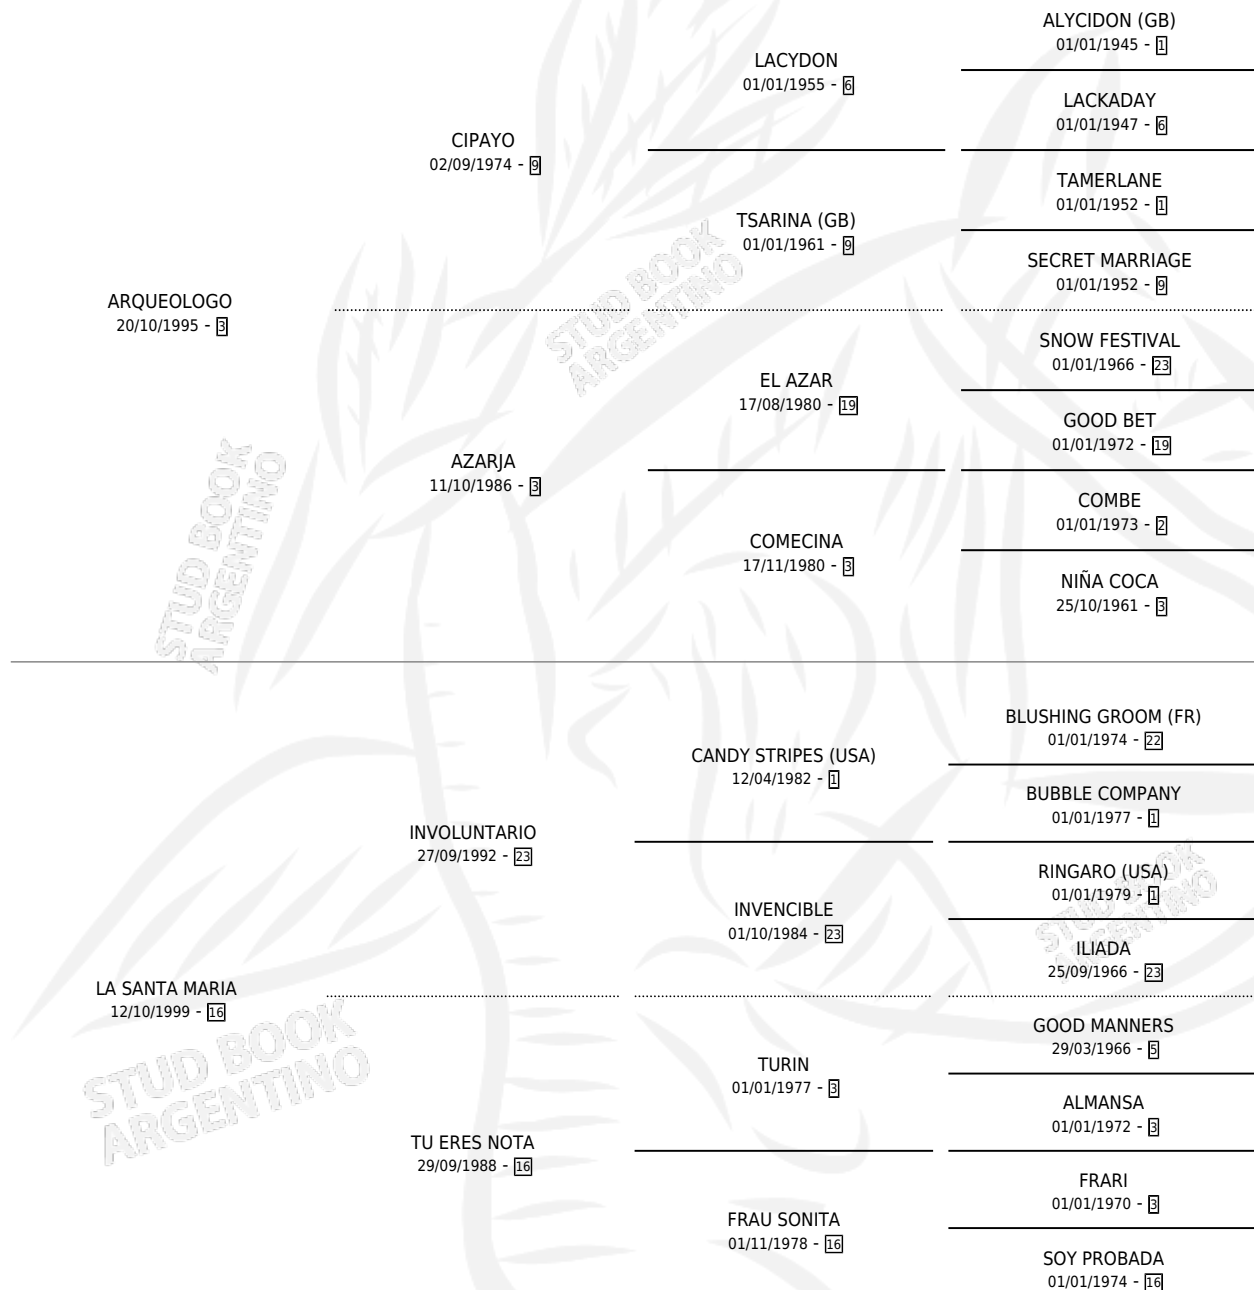 ALYCIDON (GB)
01/01/1945 - 1
LACYDON
01/01/1955 - 6
LACKADAY
01/01/1947 - 6
CIPAYO
02/09/1974 - 9
TAMERLANE
01/01/1952 - 1
TSARINA (GB)
01/01/1961 - 9
SECRET MARRIAGE
01/01/1952 - 9
ARQUEOLOGO
20/10/1995 - 3
SNOW FESTIVAL
01/01/1966 - 23
EL AZAR
17/08/1980 - 19
GOOD BET
01/01/1972 - 19
AZARJA
11/10/1986 - 3
COMBE
01/01/1973 - 2
COMECINA
17/11/1980 - 3
NIÑA COCA
25/10/1961 - 3
STUD BOOK
ARGENTINO
STUD BOOK
ARGENTINO
BLUSHING GROOM (FR)
01/01/1974 - 22
CANDY STRIPES (USA)
12/04/1982 - 1
BUBBLE COMPANY
01/01/1977 - 1
INVOLUNTARIO
27/09/1992 - 23
RINGARO (USA)
01/01/1979 - 1
INVENCIBLE
01/10/1984 - 23
ILIADA
25/09/1966 - 23
LA SANTA MARIA
12/10/1999 - 16
GOOD MANNERS
29/03/1966 - 5
TURIN
01/01/1977 - 3
ALMANSA
01/01/1972 - 3
TU ERES NOTA
29/09/1988 - 16
FRARI
01/01/1970 - 3
FRAU SONITA
01/11/1978 - 16
SOY PROBADA
01/01/1974 - 16
STUD BOOK
ARGENTINO
STUD BOOK
ARGENTINO